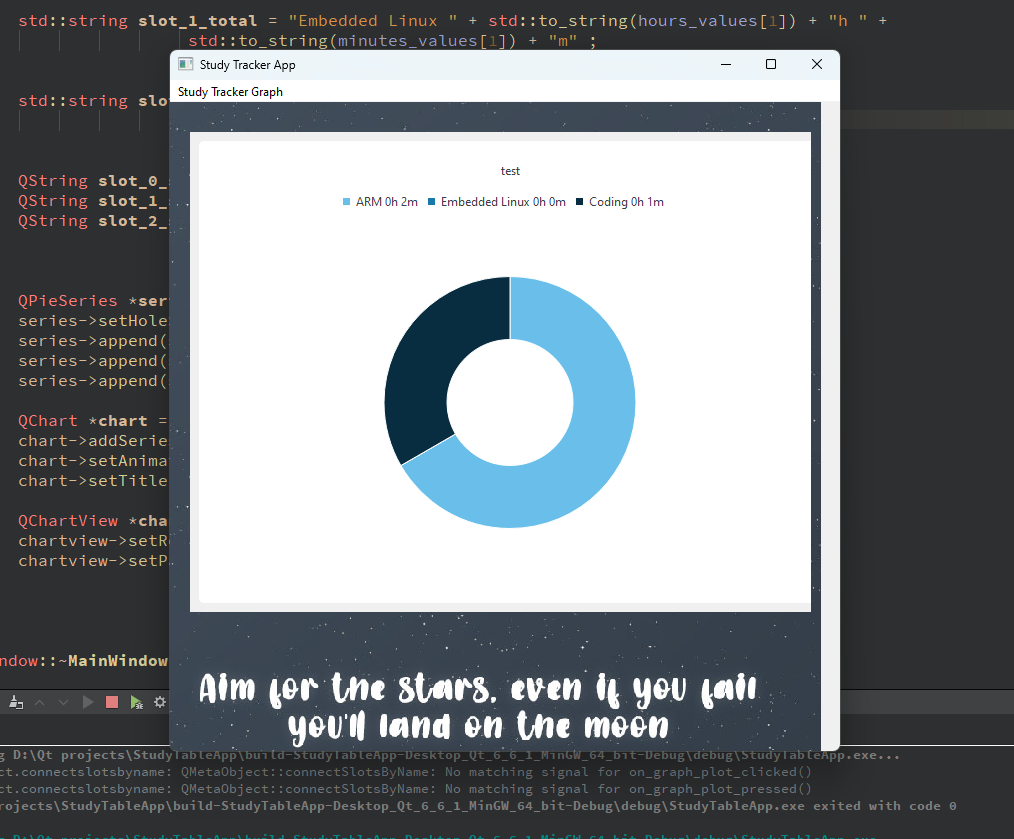 std::string slot_1_total = "Embedded Linux " + std::to_string(hours_values[1]) + "h " +
std::to_string(minutes_values[1]) + "m" ;
Study Tracker App
Study Tracker Graph
std::string
test
ARM 0h 2m Embedded Linux 0h 0m Coding 0h 1m
QString slot_0_
QString slot_1_
QString slot_2_
QPieSeries *ser
series->setHole
series->append(
series->append(
series->append(
QChart *chart =
chart->addSerie
chart->setAnima
chart->setTitle
QChartView *cha
chartview->setR
chartview->setP
ndow::~MainWindow
Aim for the stars. even if you fail
you'll land on the moon
g D:\Qt projects\StudyTableApp\build-StudyTableApp-Desktop_Qt_6_6_1_MinGW_64_bit-Debug\debug\StudyTableApp.exe...
ct.connectslotsbyname: QMetaObject::connectSlotsByName: No matching signal for on_graph_plot_clicked()
ct.connectslotsbyname: QMetaObject::connectSlotsByName: No matching signal for on_graph_plot_pressed()
rojects\StudyTableApp\build-StudyTableApp-Desktop_Qt_6_6_1_MinGW_64_bit-Debug\debug\StudyTableApp.exe exited with code 0